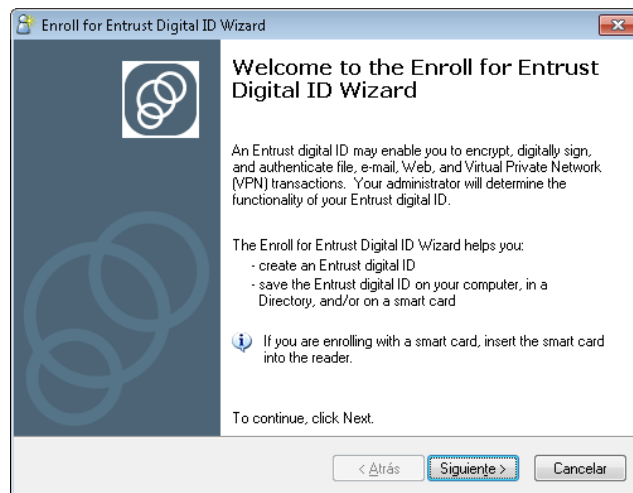 Enroll for Entrust Digital ID Wizard
Welcome to the Enroll for Entrust
Digital ID Wizard
An Entrust digital ID may enable you to encrypt, digitally sign,
and authenticate file, e-mail, Web, and Virtual Private Network
(VPN) transactions.  Your administrator will determine the
functionality of your Entrust digital ID.
The Enroll for Entrust Digital ID Wizard helps you:
- create an Entrust digital ID
- save the Entrust digital ID on your computer, in a
Directory, and/or on a smart card
If you are enrolling with a smart card, insert the smart card
into the reader.
To continue, click Next.
< Atrás
Siguiente >
Cancelar